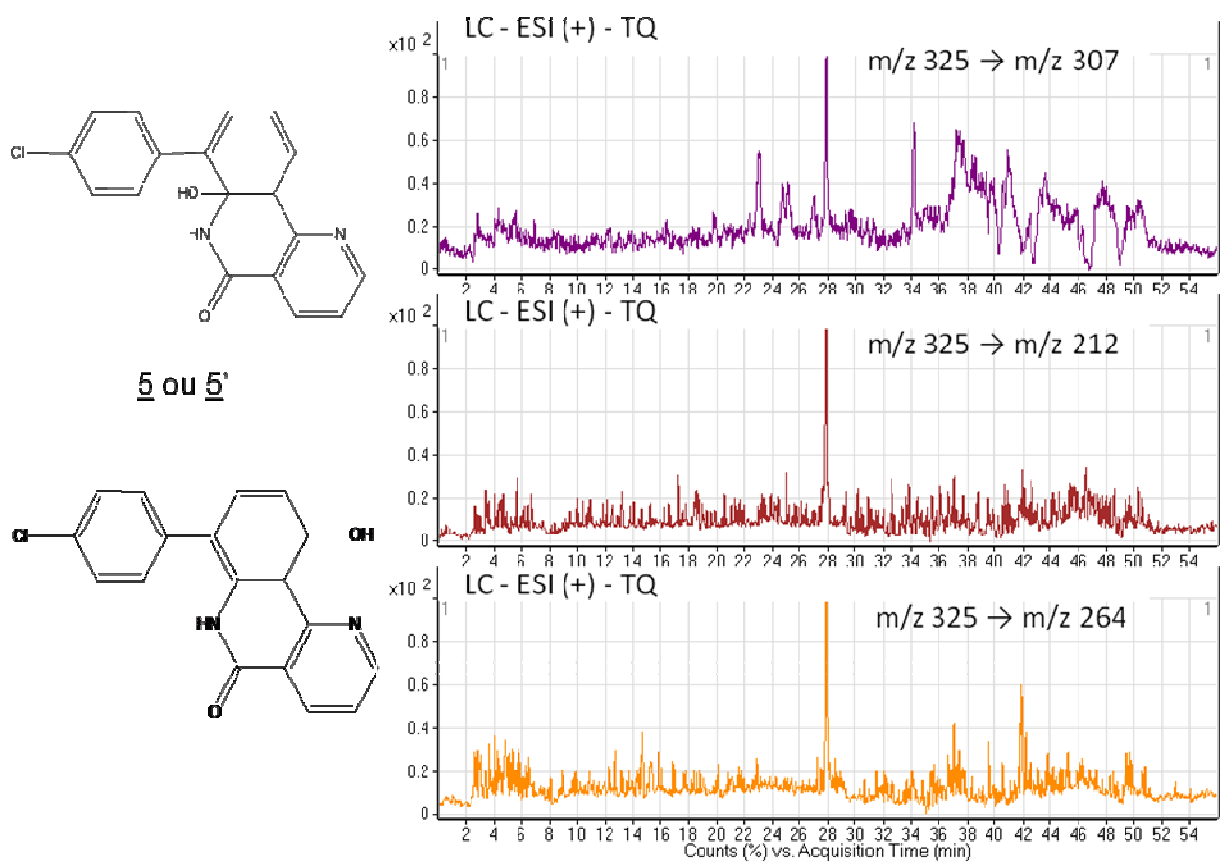 LC - ESI (+) - TQ
x10 2
m/z 325 → m/z 307
1 1
1
0.8
0.6
0.4
0.2
0
2 4 6 8 10 12 14 16 18 20 22 24 26 28 30 32 34 36 38 40 42 44 46 48 50 52 54
Cl
HO
HN
N
O
5 ou 5'
LC - ESI (+) - TQ
x10 2
m/z 325 → m/z 212
1 1
1
0.8
0.6
0.4
0.2
0
2 4 6 8 10 12 14 16 18 20 22 24 26 28 30 32 34 36 38 40 42 44 46 48 50 52 54
Cl
OH
HN
N
O
LC - ESI (+) - TQ
x10 2
m/z 325 → m/z 264
1 1
1
0.8
0.6
0.4
0.2
0
2 4 6 8 10 12 14 16 18 20 22 24 26 28 30 32 34 36 38 40 42 44 46 48 50 52 54
Counts (%) vs. Acquisition Time (min)